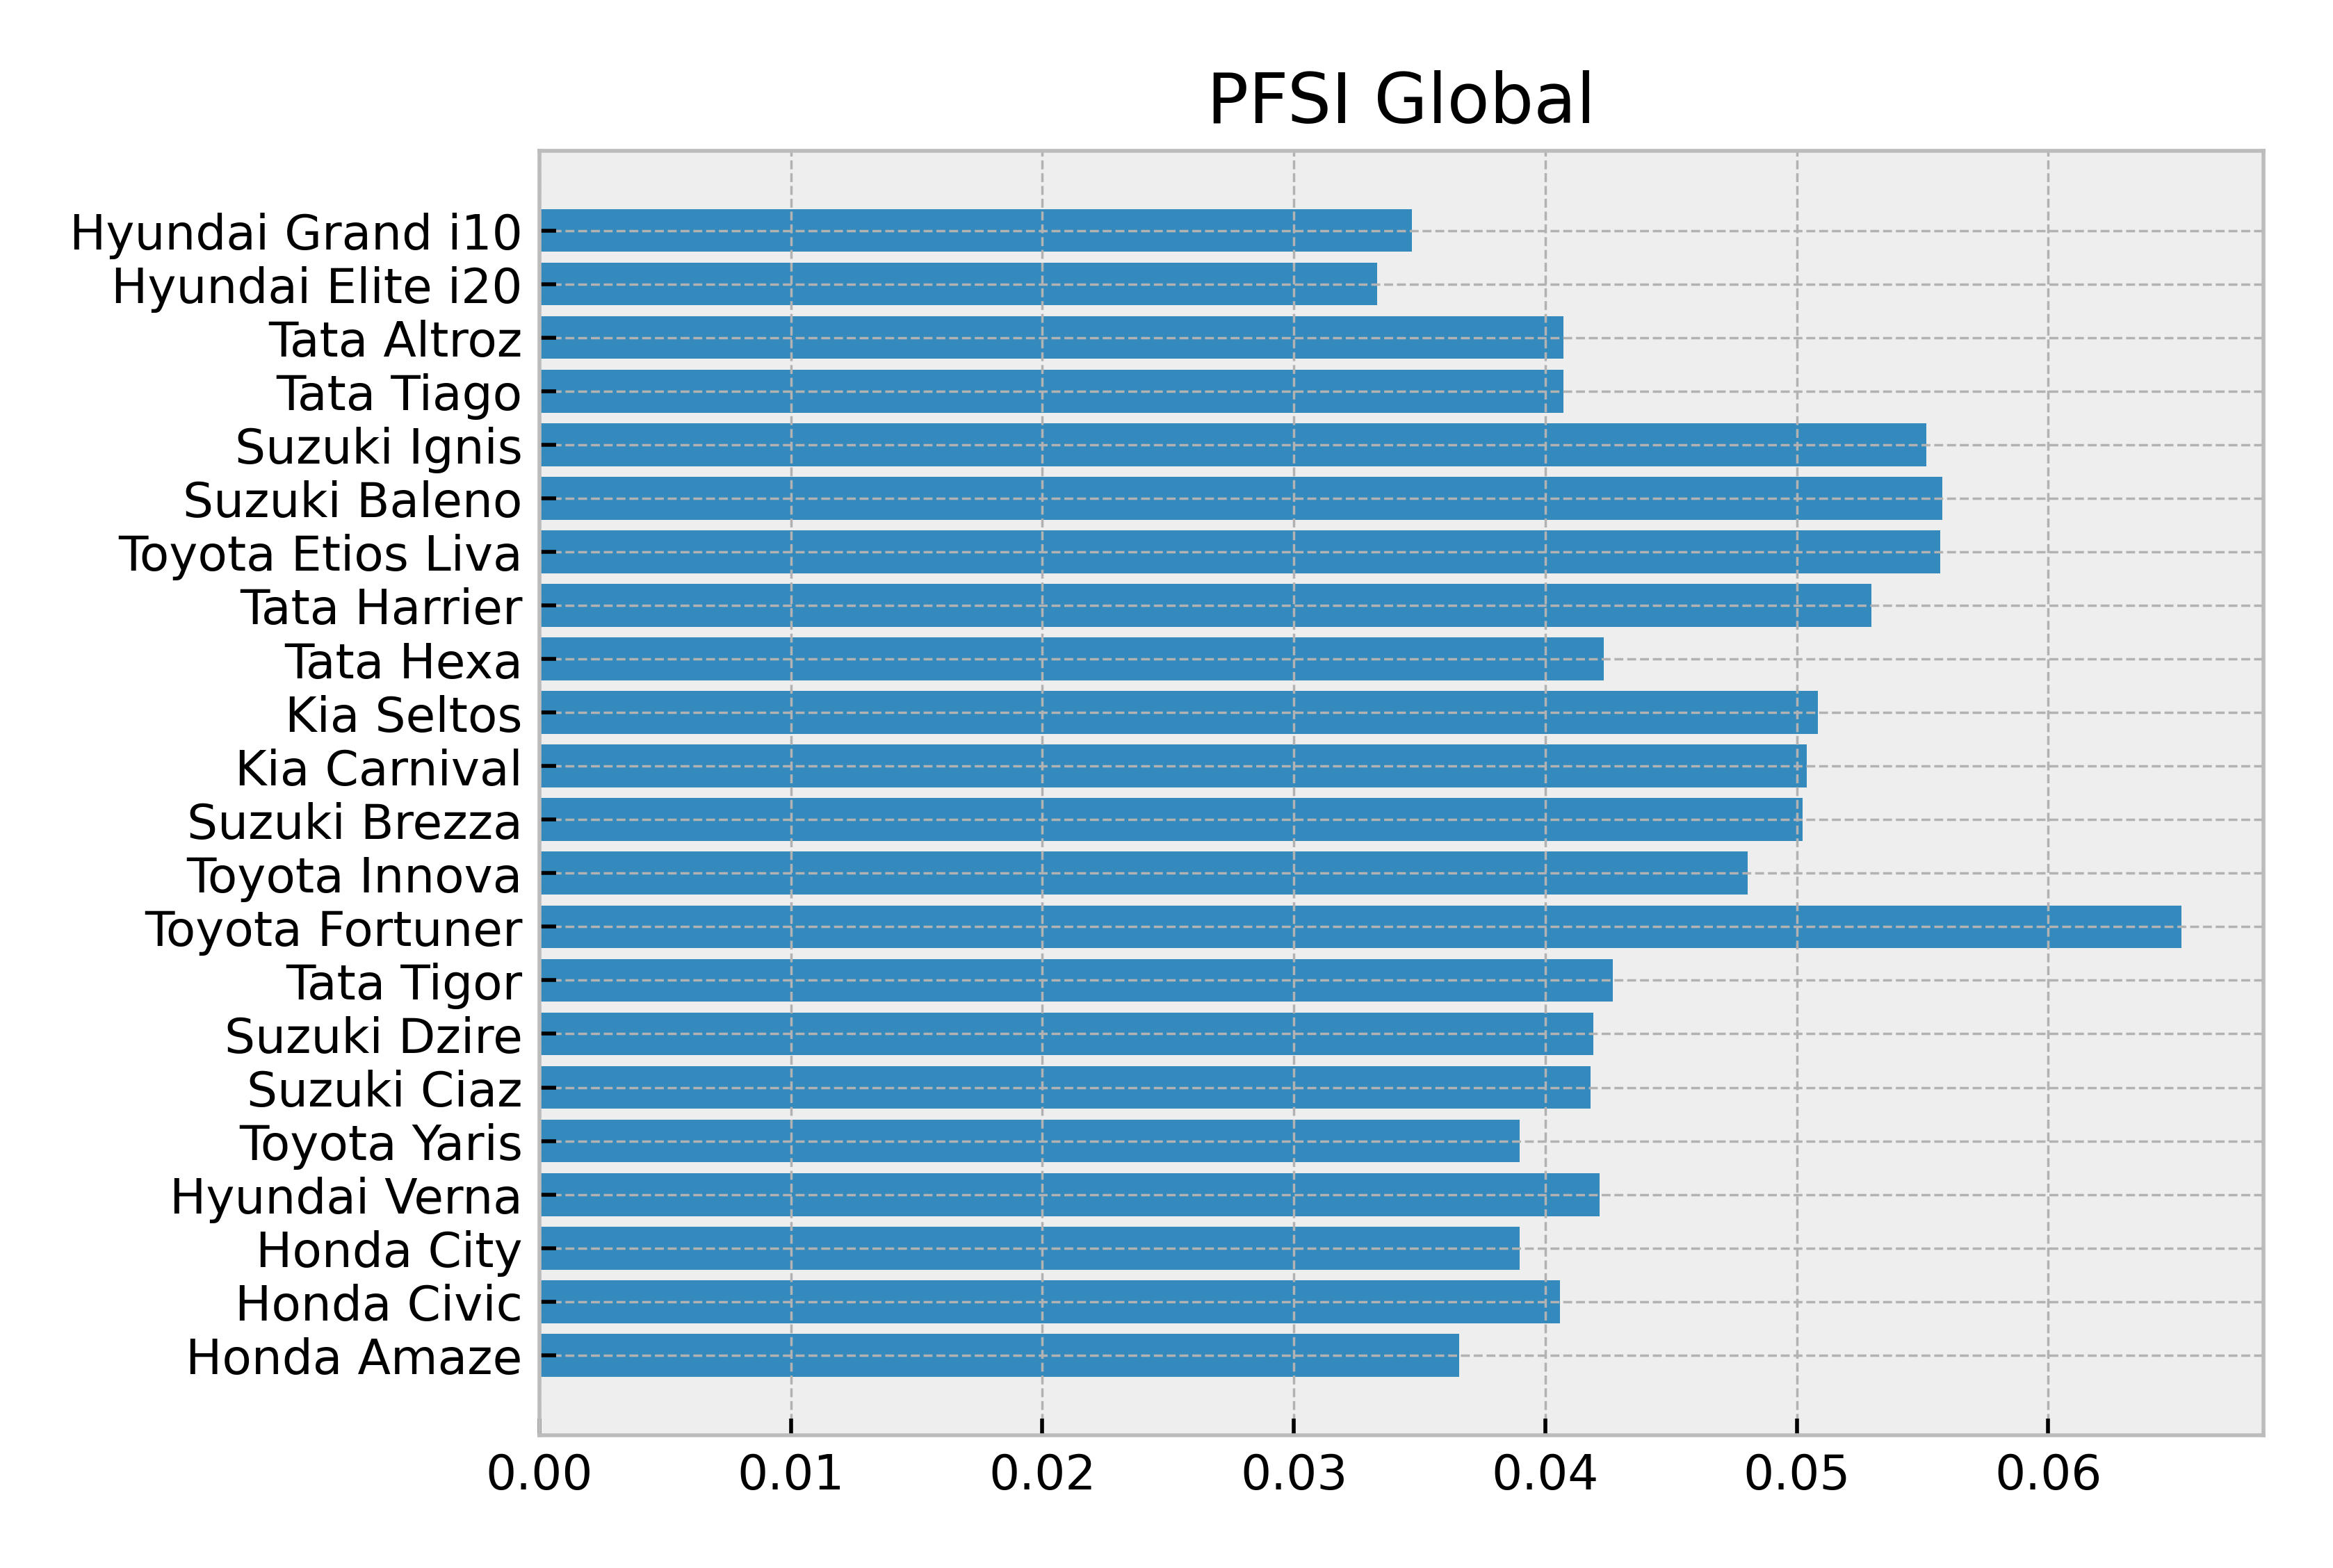 PFSI Global
Hyundai Grand i10
Hyundai Elite i20
Tata Altroz
Tata Tiago
Suzuki Ignis
Suzuki Baleno
Toyota Etios Liva
Tata Harrier
Tata Hexa
Kia Seltos
Kia Carnival
Suzuki Brezza
Toyota Innova
Toyota Fortuner
Tata Tigor
Suzuki Dzire
Suzuki Ciaz
Toyota Yaris
Hyundai Verna
Honda City
Honda Civic
Honda Amaze
0.00 0.01 0.02 0.03 0.04 0.05 0.06